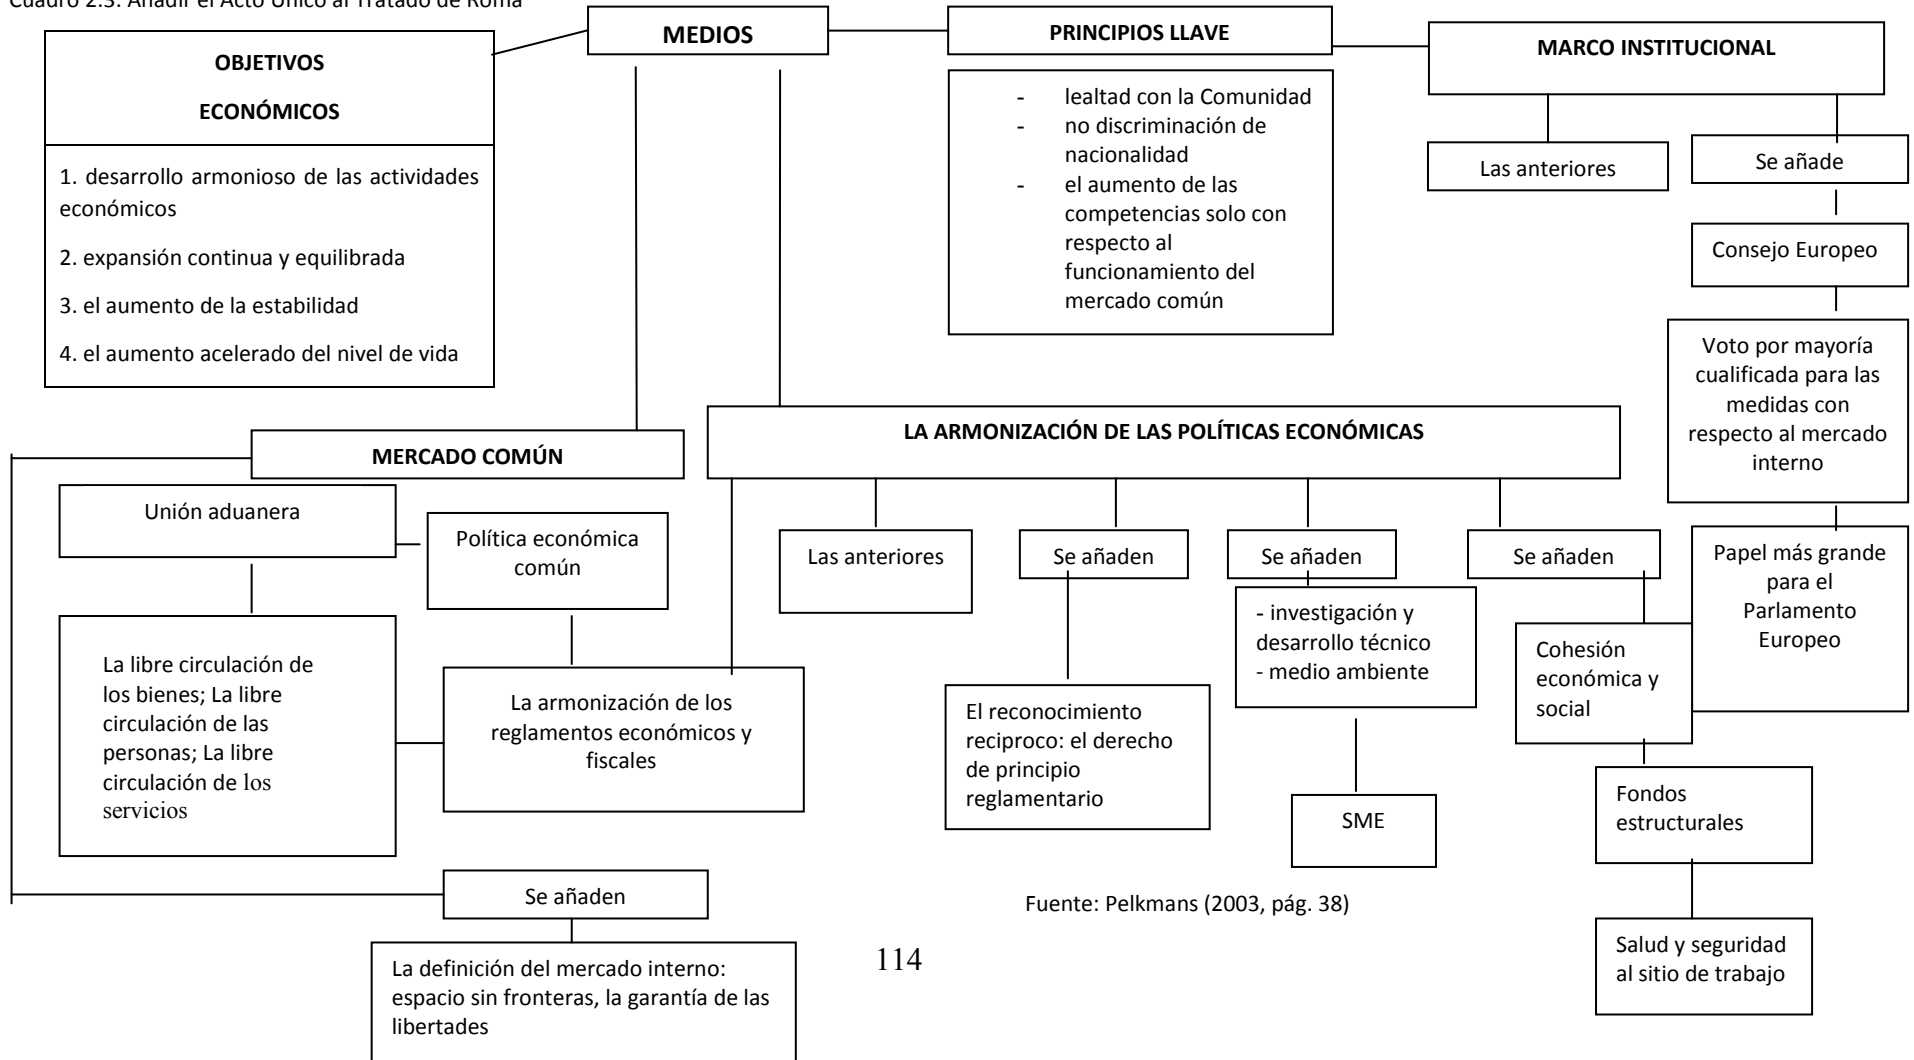 Cuadro 2.3: Añadir el Acto Único al Tratado de Roma
OBJETIVOS
ECONÓMICOS
1. desarrollo armonioso de las actividades
económicos
2. expansión continua y equilibrada
3. el aumento de la estabilidad
4. el aumento acelerado del nivel de vida
MEDIOS
PRINCIPIOS LLAVE
- lealtad con la Comunidad
- no discriminación de
nacionalidad
- el aumento de las
competencias solo con
respecto al
funcionamiento del
mercado común
MARCO INSTITUCIONAL
Las anteriores
Se añade
Consejo Europeo
Voto por mayoría
cualificada para las
medidas con
respecto al mercado
interno
Papel más grande
para el
Parlamento
Europeo
MERCADO COMÚN
Unión aduanera
Política económica
común
La libre circulación de
los bienes; La libre
circulación de las
personas; La libre
circulación de los
servicios
La armonización de los
reglamentos económicos y
fiscales
Se añaden
La definición del mercado interno:
espacio sin fronteras, la garantía de las
libertades
LA ARMONIZACIÓN DE LAS POLÍTICAS ECONÓMICAS
Las anteriores
Se añaden
El reconocimiento
reciproco: el derecho
de principio
reglamentario
Se añaden
- investigación y
desarrollo técnico
- medio ambiente
SME
Se añaden
Cohesión
económica y
social
Fondos
estructurales
Salud y seguridad
al sitio de trabajo
Fuente: Pelkmans (2003, pág. 38)
114